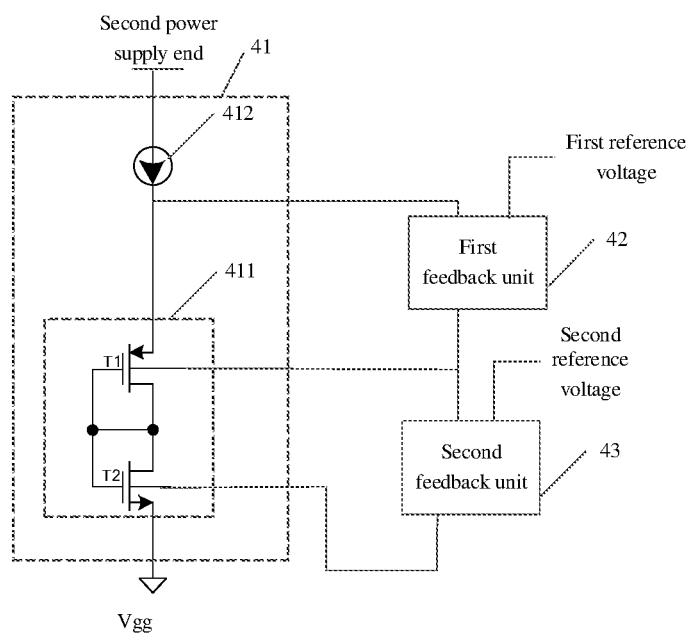 Second power
supply end
41
412
First reference
voltage
First
feedback unit
42
411
T1
Second
reference
voltage
Second
feedback unit
43
T2
Vgg